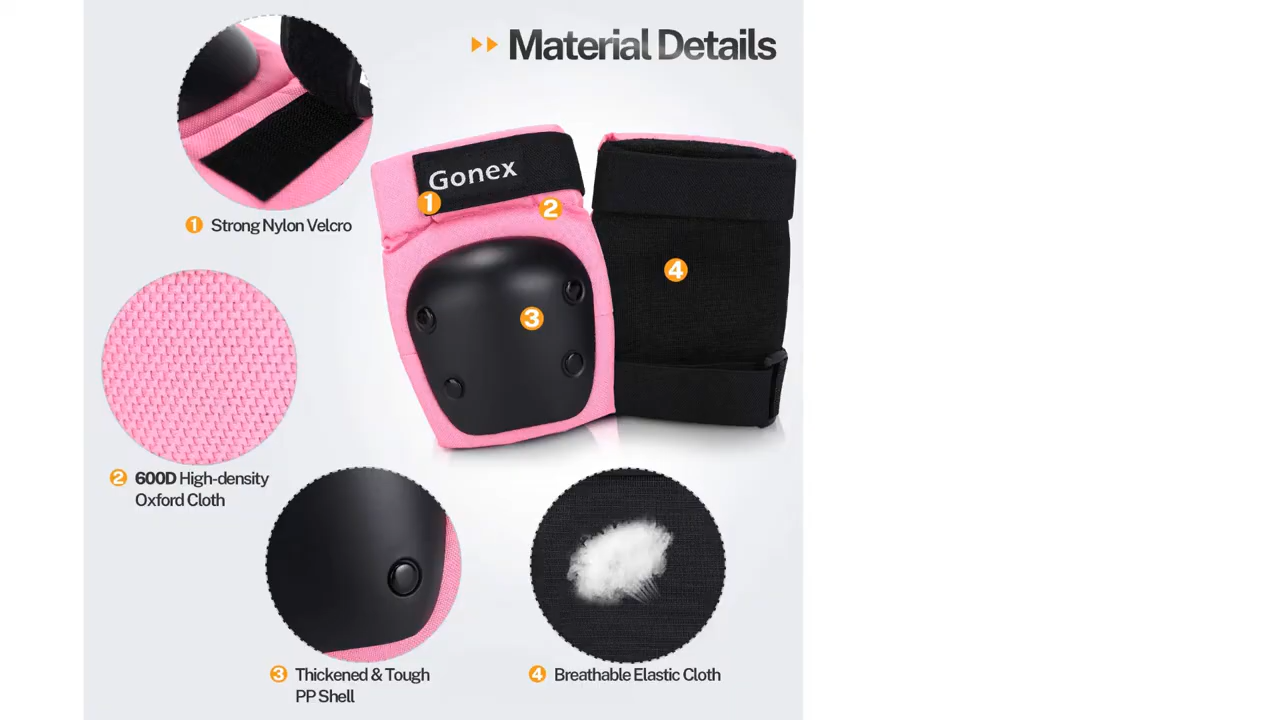 Material Details
Gonex
1
2
3
4
1 Strong Nylon Velcro
2 600D High-density
Oxford Cloth
3 Thickened & Tough
PP Shell
4 Breathable Elastic Cloth